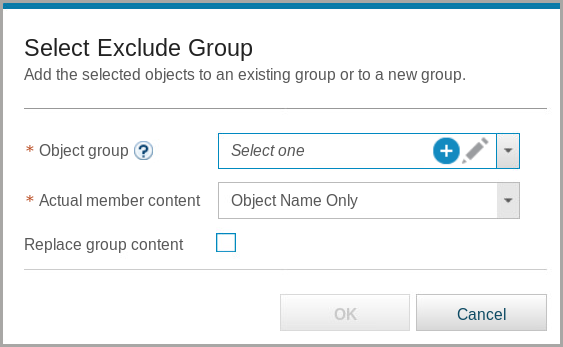 Select Exclude Group
Add the selected objects to an existing group or to a new group.
* Object group ?
Select one
* Actual member content
Object Name Only
Replace group content
OK
Cancel